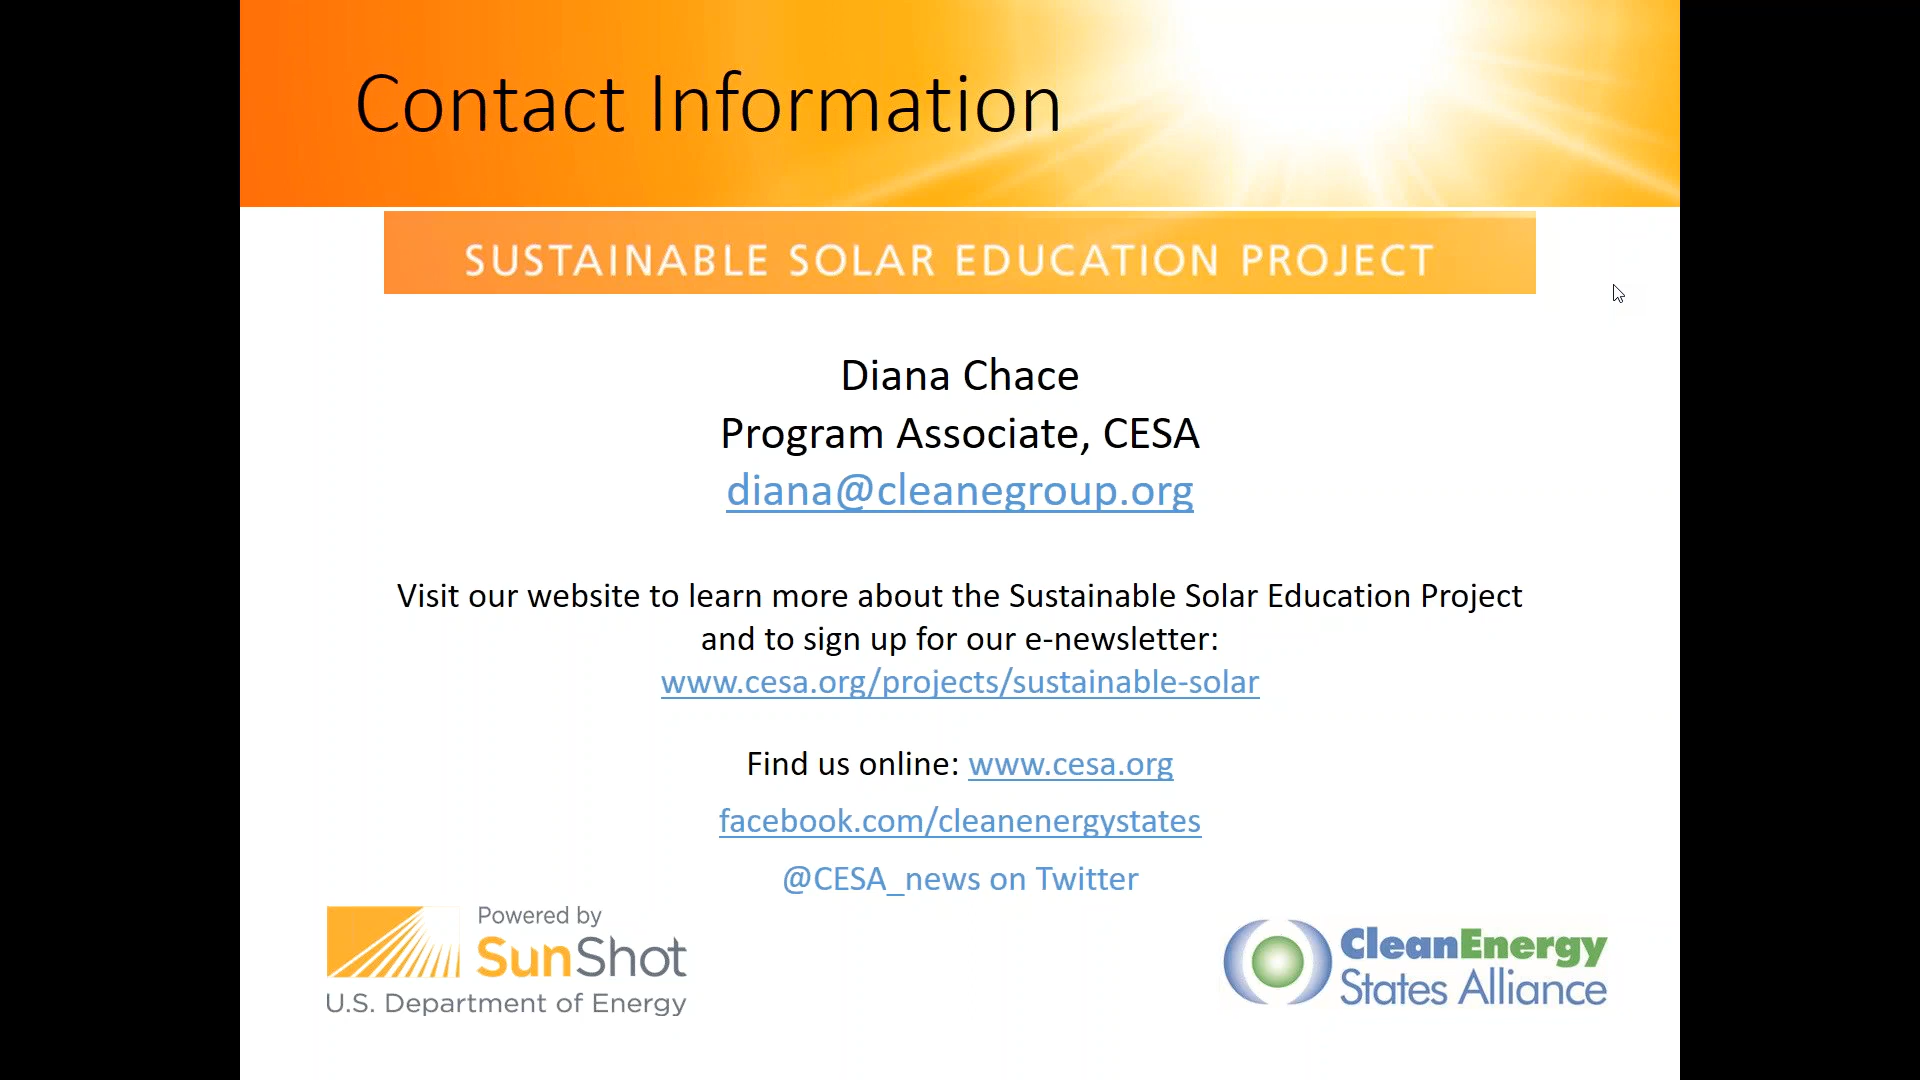 Contact Information
SUSTAINABLE SOLAR EDUCATION PROJECT
Diana Chace
Program Associate, CESA
diana@cleanegroup.org
Visit our website to learn more about the Sustainable Solar Education Project
and to sign up for our e-newsletter:
www.cesa.org/projects/sustainable-solar
Find us online: www.cesa.org
facebook.com/cleanenergystates
@CESA_news on Twitter
Powered by
SunShot
U.S. Department of Energy
CleanEnergy
States Alliance